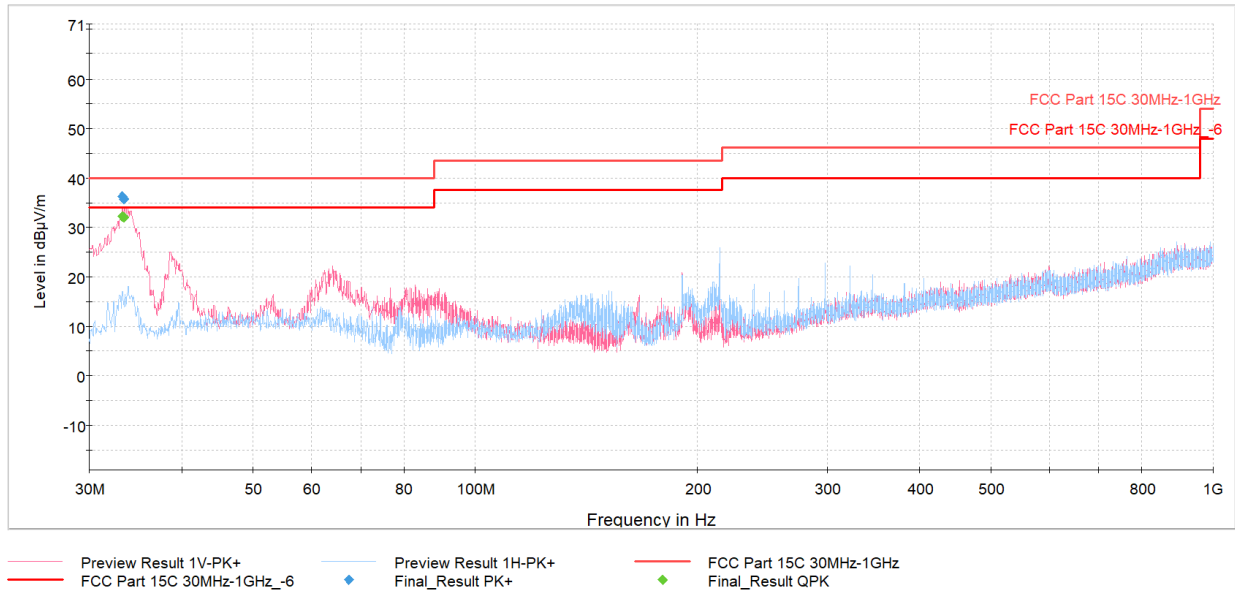 71
60
50
40
30
20
10
0
-10
Level in dBµV/m
FCC Part 15C 30MHz-1GHz
FCC Part 15C 30MHz-1GHz_-6
30M 50 60 80 100M 200 300 400 500 800 1G
Frequency in Hz
Preview Result 1V-PK+ Preview Result 1H-PK+ FCC Part 15C 30MHz-1GHz
FCC Part 15C 30MHz-1GHz_-6 Final_Result PK+ Final_Result QPK